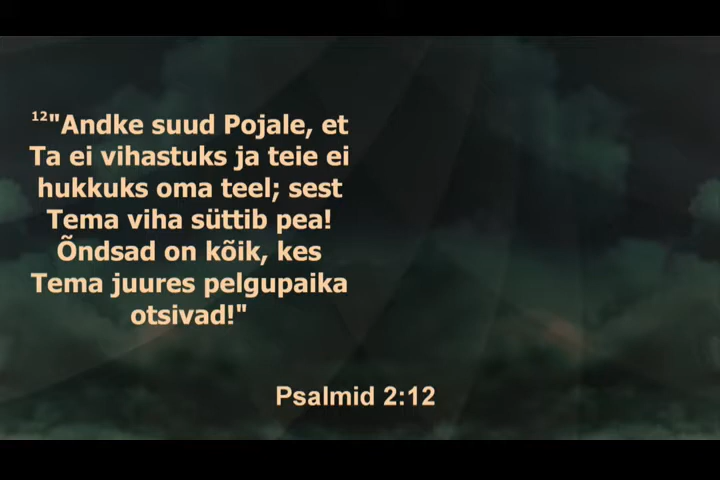 ¹²"Andke suud Pojale, et
Ta ei vihastuks ja teie ei
hukkuks oma teel; sest
Tema viha süttib pea!
Õndsad on kõik, kes
Tema juures pelgupaika
otsivad!"
Psalmid 2:12